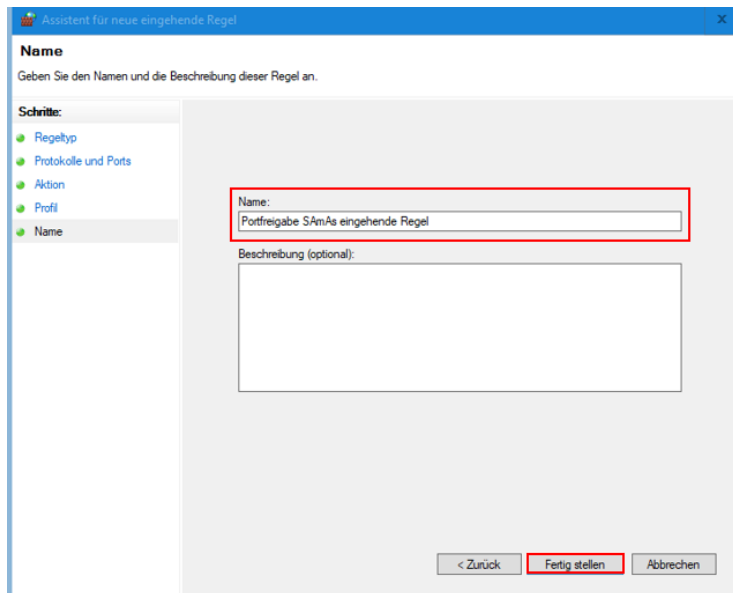 Assistent für neue eingehende Regel
x
Name
Geben Sie den Namen und die Beschreibung dieser Regel an.
Schritte:
Regeltyp
Protokolle und Ports
Aktion
Profil
Name
Name:
Portfreigabe SAmAs eingehende Regel
Beschreibung (optional):
< Zurück
Fertig stellen
Abbrechen